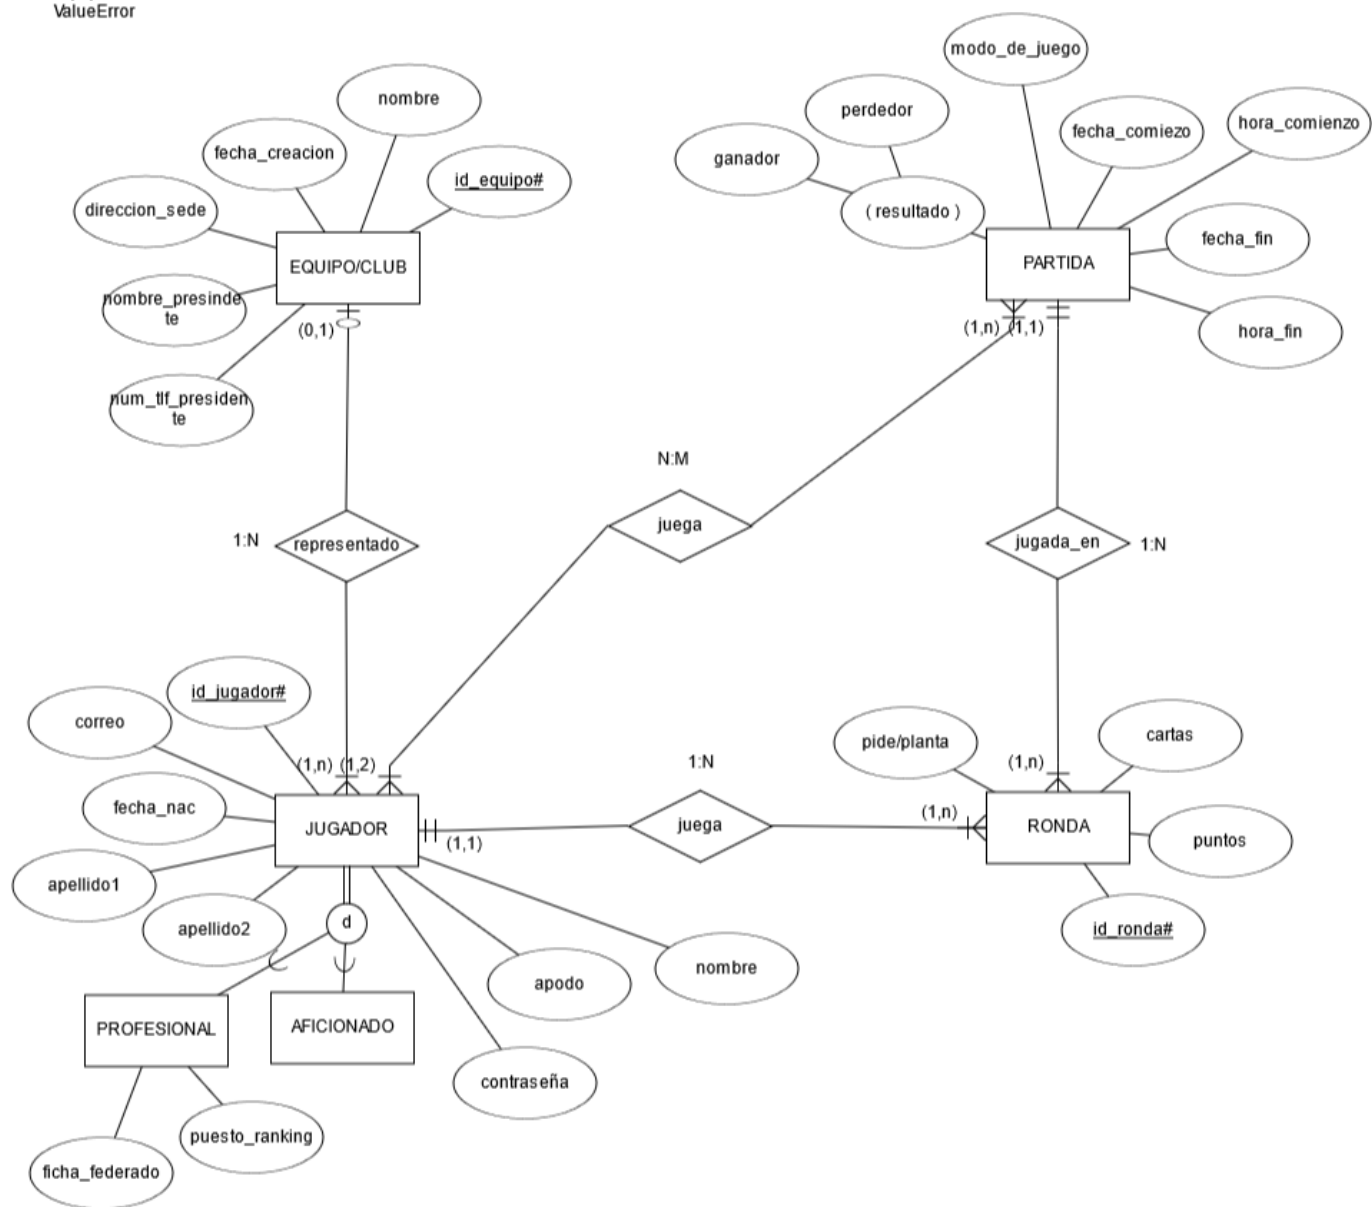 ValueError
modo_de_juego
nombre
perdedor
hora_comienzo
fecha_comiezo
fecha_creacion
ganador
id_equipo#
direccion_sede
( resultado )
fecha_fin
EQUIPO/CLUB
PARTIDA
nombre_presinde
te
(0,1)
(1,n)
(1,1)
hora_fin
num_tlf_presiden
te
N:M
juega
1:N
representado
jugada_en
1:N
id_jugador#
correo
pide/planta
cartas
(1,n)
(1,2)
1:N
(1,n)
fecha_nac
JUGADOR
(1,1)
juega
(1,n)
RONDA
puntos
apellido1
apellido2
d
id_ronda#
nombre
apodo
PROFESIONAL
AFICIONADO
contraseña
puesto_ranking
ficha_federado